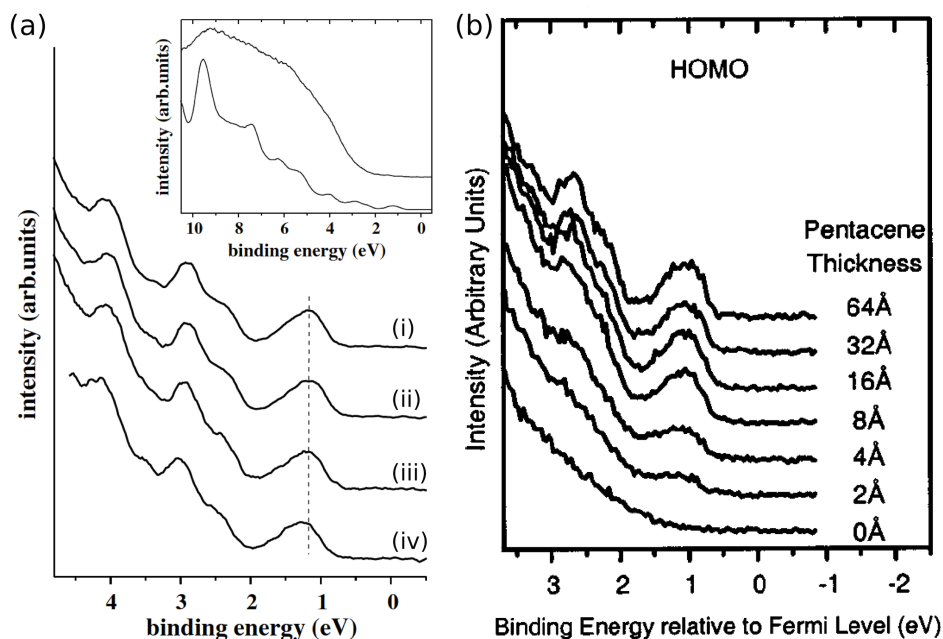 (a)
intensity (arb.units)
10 8 6 4 2 0
binding energy (eV)
intensity (arb.units)
(i)
(ii)
(iii)
(iv)
4 3 2 1 0
binding energy (eV)
(b)
HOMO
Intensity (Arbitrary Units)
Pentacene
Thickness
64Å
32Å
16Å
8Å
4Å
2Å
0Å
3 2 1 0 -1 -2
Binding Energy relative to Fermi Level (eV)